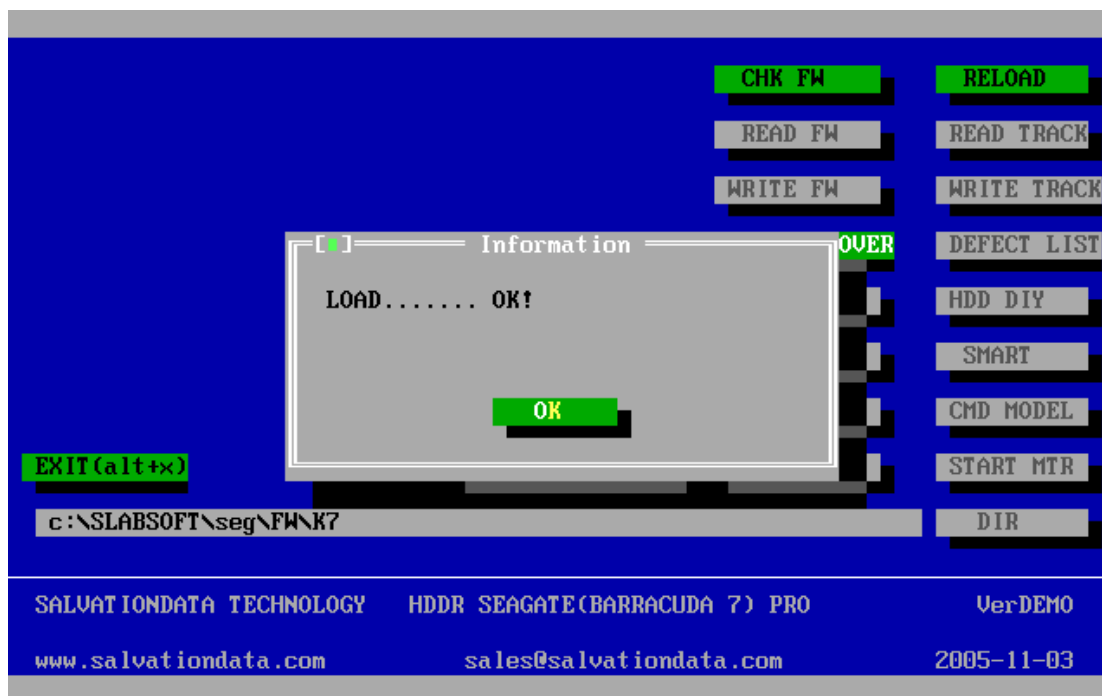 CHK FW RELOAD
READ FW READ TRACK
WRITE FW WRITE TRACK
Information OVER DEFECT LIST
LOAD....... OK! HDD DIY
SMART
OK CMD MODEL
EXIT(alt+x) START MTR
c:\SLABSOFT\seg\FW\K7 DIR
SALVATIONDATA TECHNOLOGY HDDR SEAGATE(BARRACUDA 7) PRO VerDEMO
www.salvationdata.com sales@salvationdata.com 2005-11-03